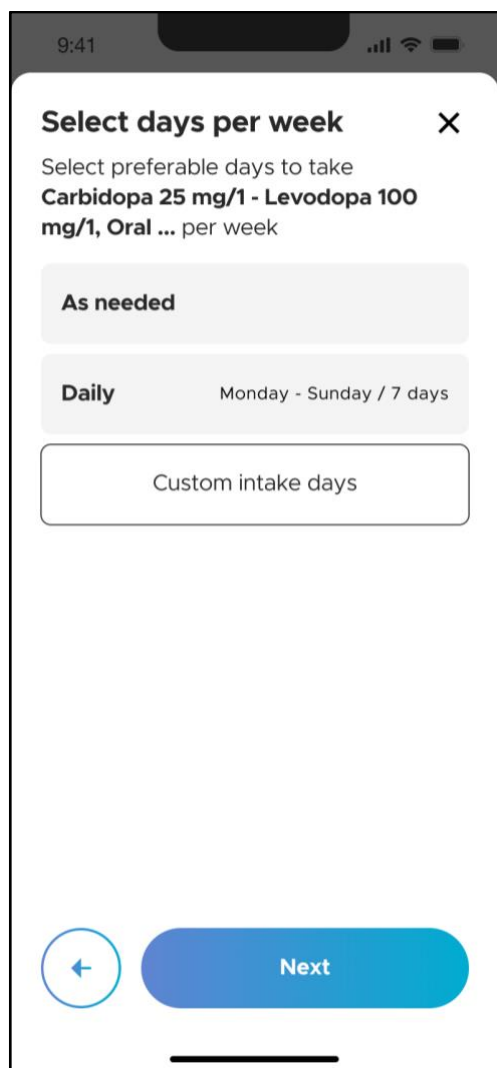 9:41
Select days per week
Select preferable days to take
Carbidopa 25 mg/1 - Levodopa 100
mg/1, Oral ... per week
As needed
Daily Monday - Sunday / 7 days
Custom intake days
Next